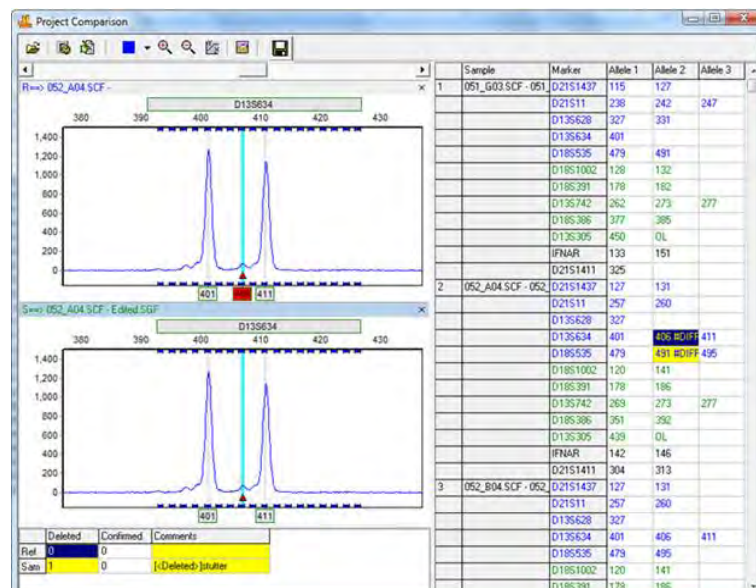 Project Comparison
Sample Marker Allele 1 Allele 2 Allele 3
R==> 052_A04.SCF -
D13S634
380 390 400 410 420 430
1,400
1,200
1,000
800
600
400
200
0
401 411
S==> 052_A04.SCF - Edited.SGF
D13S634
380 390 400 410 420 430
1,400
1,200
1,000
800
600
400
200
0
401 411
Deleted Confirmed Comments
Ref 0 0
Sam 1 0 [<Deleted>]stutter
1 051_G03.SCF - 051_ D21S1437 115 127
D21S11 238 242 247
D13S628 327 331
D13S634 401
D18S535 479 491
D18S1002 128 132
D18S391 178 182
D13S742 262 273 277
D18S386 377 385
D13S305 450 OL
IFNAR 133 151
D21S1411 325
2 052_A04.SCF - 052_ D21S1437 127 131
D21S11 257 260
D13S628 327
D13S634 401 406 #DIFF 411
D18S535 479 491 #DIFF 495
D18S1002 120 141
D18S391 178 186
D13S742 269 273 277
D18S386 351 392
D13S305 439 OL
IFNAR 142 146
D21S1411 304 313
3 052_B04.SCF - 052_ D21S1437 127 131
D21S11 257 260
D13S628 327
D13S634 401 406 411
D18S535 479 495
D18S1002 120 141
D18S391 178 186